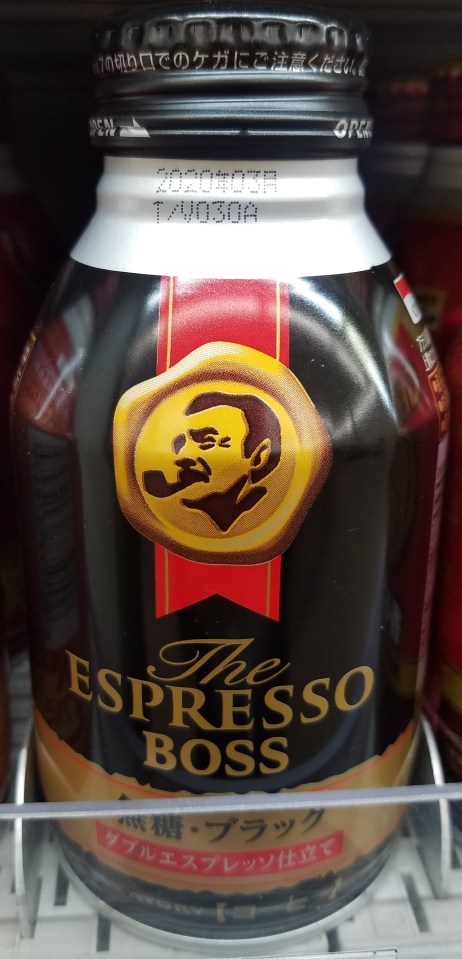 の切り口でのケガにご注意ください。
OPEN
OPEN
2020年03月
T/V030A
The
ESPRESSO
BOSS
無糖・ブラック
ダブルエスプレッソ仕立て